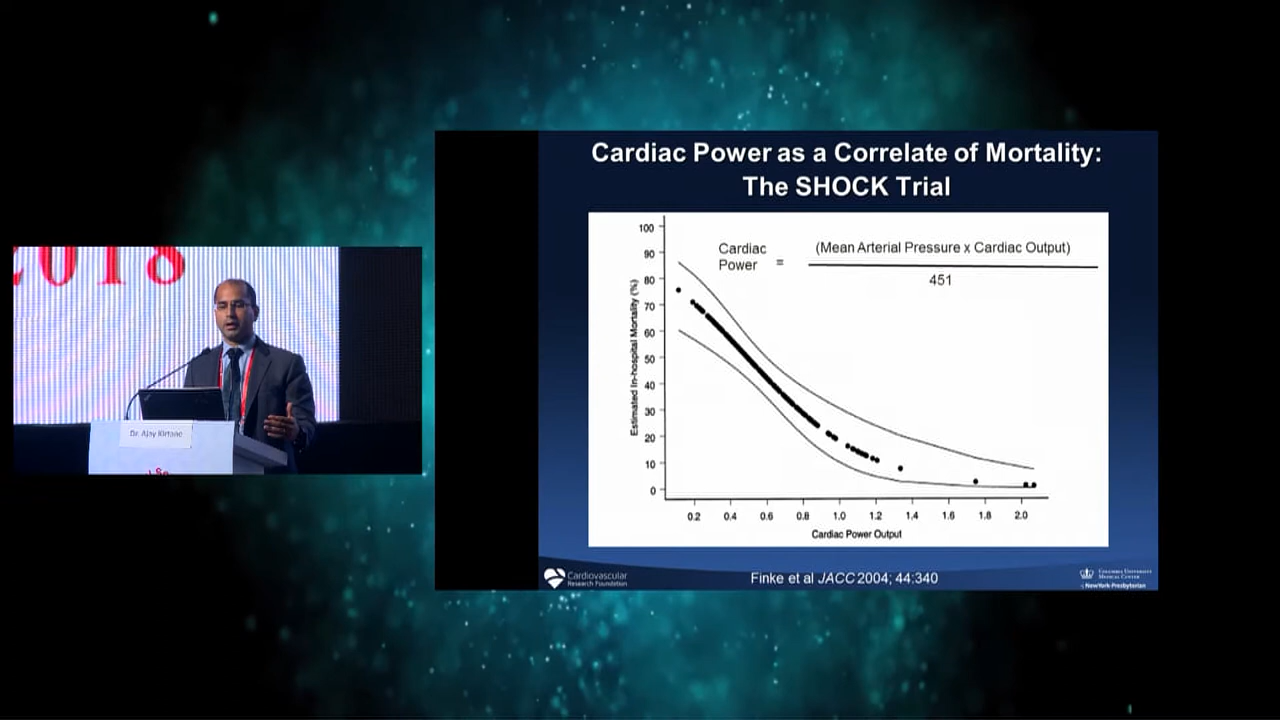 2018
Dr. Ajay Kirtane
Cardiac Power as a Correlate of Mortality:
The SHOCK Trial
Cardiac
Power
=
(Mean Arterial Pressure x Cardiac Output)
451
Estimated In-hospital Mortality (%)
100
90
80
70
60
50
40
30
20
10
0
0.2 0.4 0.6 0.8 1.0 1.2 1.4 1.6 1.8 2.0
Cardiac Power Output
Cardiovascular
Research Foundation
Finke et al JACC 2004; 44:340
Columbia University
Medical Center
NewYork-Presbyterian